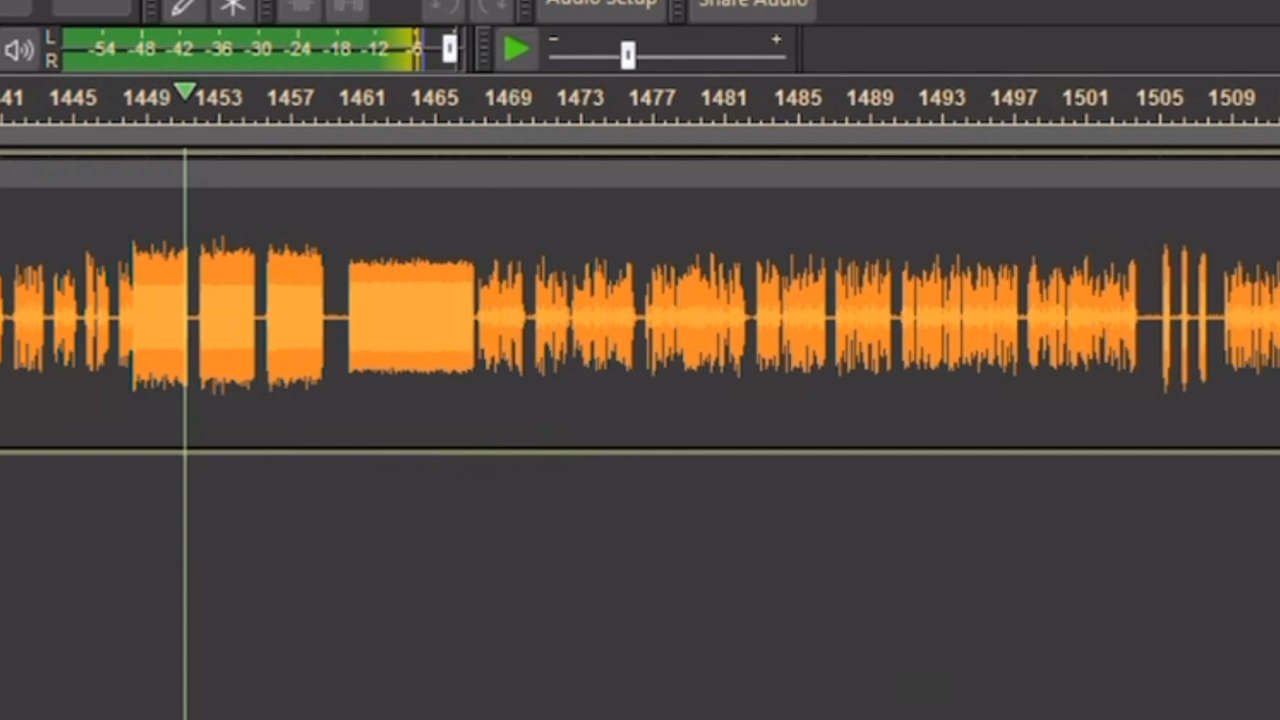 Audio Setup Share Audio
L -54 -48 -42 -36 -30 -24 -18 -12 -6 - +
R
41 1445 1449 1453 1457 1461 1465 1469 1473 1477 1481 1485 1489 1493 1497 1501 1505 1509